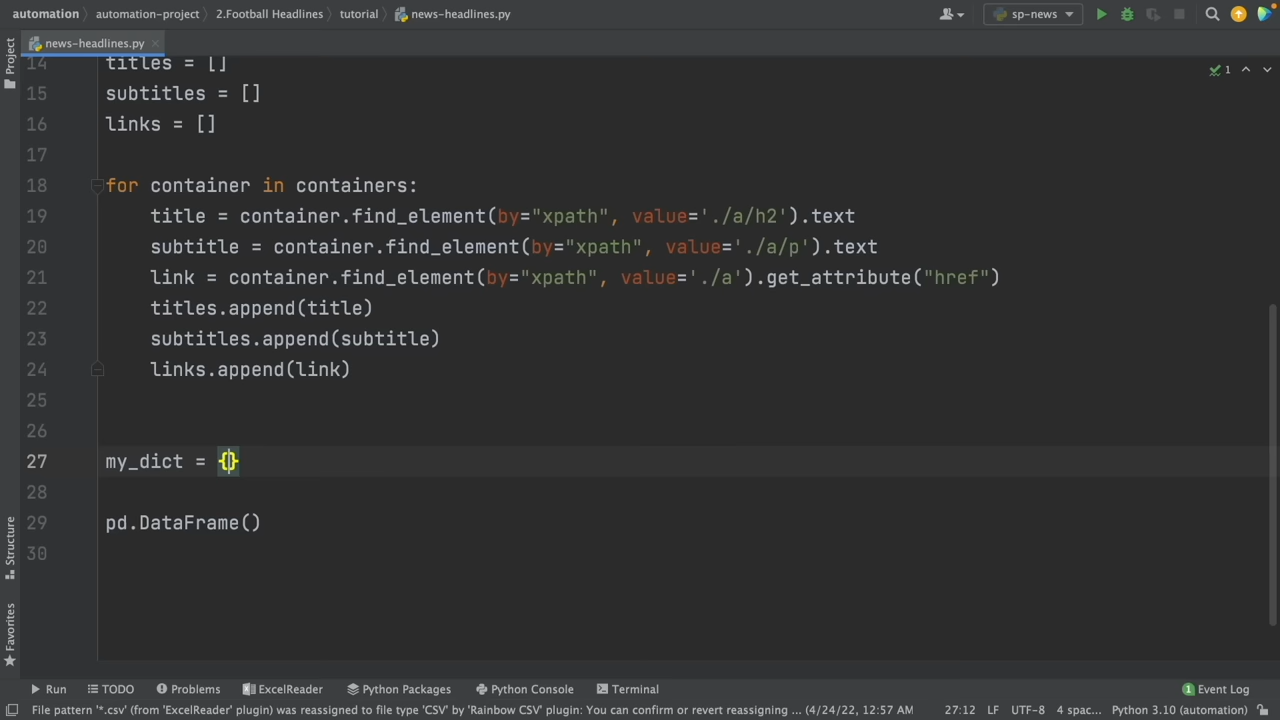 automation automation-project 2.Football Headlines tutorial news-headlines.py sp-news
Project
news-headlines.py
14 titles = []
1
15 subtitles = []
16 links = []
17
18 for container in containers:
19 title = container.find_element(by="xpath", value='./a/h2').text
20 subtitle = container.find_element(by="xpath", value='./a/p').text
21 link = container.find_element(by="xpath", value='./a').get_attribute("href")
22 titles.append(title)
23 subtitles.append(subtitle)
24 links.append(link)
25
26
27 my_dict = {}
28
29 pd.DataFrame()
30
Structure
Favorites
Run TODO Problems ExcelReader Python Packages Python Console Terminal 1 Event Log
File pattern '*.csv' (from 'ExcelReader' plugin) was reassigned to file type 'CSV' by 'Rainbow CSV' plugin: You can confirm or revert reassigning ... (4/24/22, 12:57 AM 27:12 LF UTF-8 4 spac... Python 3.10 (automation)